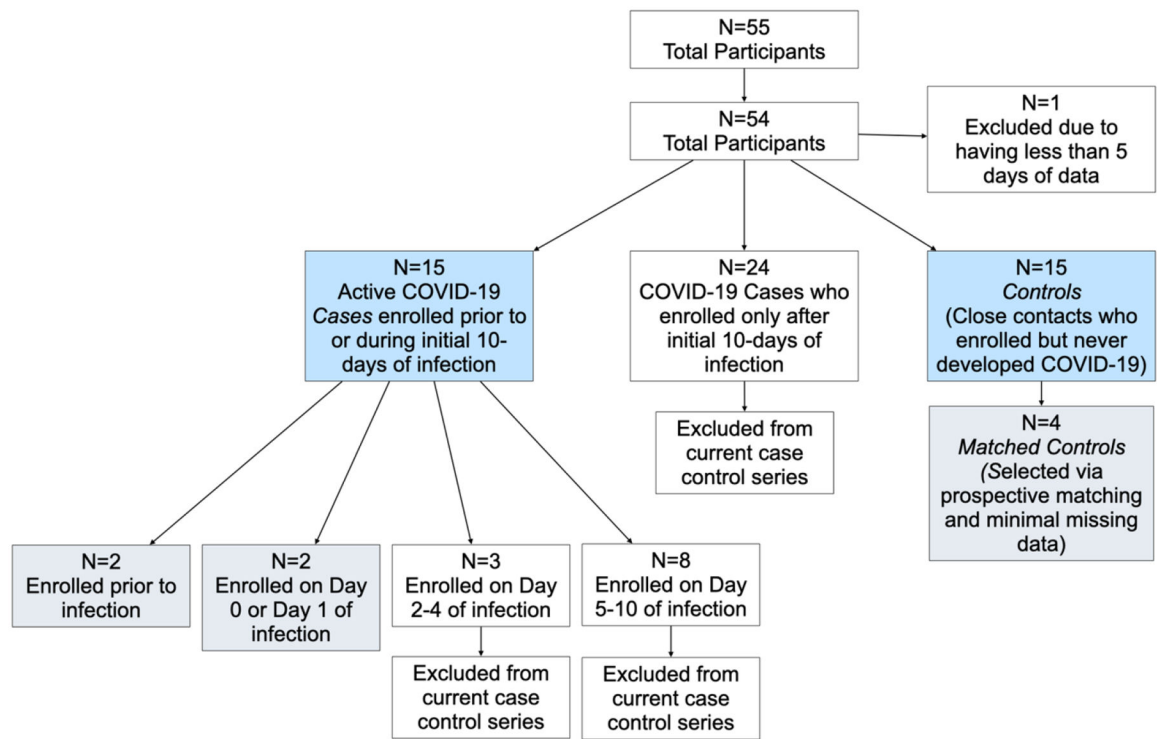 N=55
Total Participants
N=54
Total Participants
N=1
Excluded due to
having less than 5
days of data
N=15
Active COVID-19
Cases enrolled prior to
or during initial 10-
days of infection
N=24
COVID-19 Cases who
enrolled only after
initial 10-days of
infection
N=15
Controls
(Close contacts who
enrolled but never
developed COVID-19)
Excluded from
current case
control series
N=4
Matched Controls
(Selected via
prospective matching
and minimal missing
data)
N=2
Enrolled prior to
infection
N=2
Enrolled on Day
0 or Day 1 of
infection
N=3
Enrolled on Day
2-4 of infection
N=8
Enrolled on Day
5-10 of infection
Excluded from
current case
control series
Excluded from
current case
control series